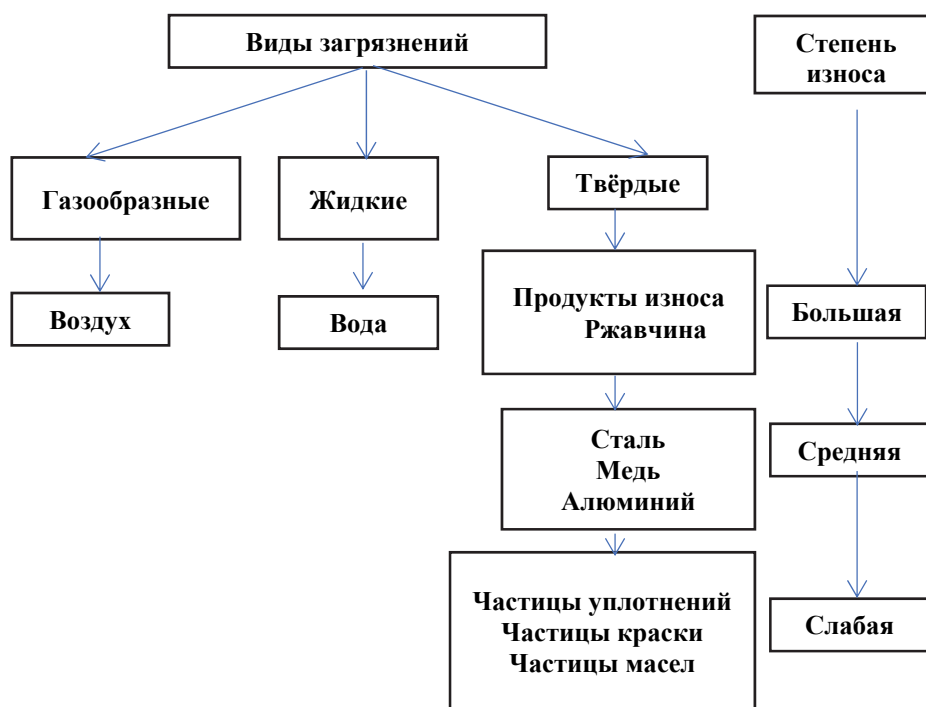 Виды загрязнений
Степень
износа
Газообразные
Жидкие
Твёрдые
Воздух
Вода
Продукты износа
Ржавчина
Большая
Сталь
Медь
Алюминий
Средняя
Частицы уплотнений
Частицы краски
Частицы масел
Слабая